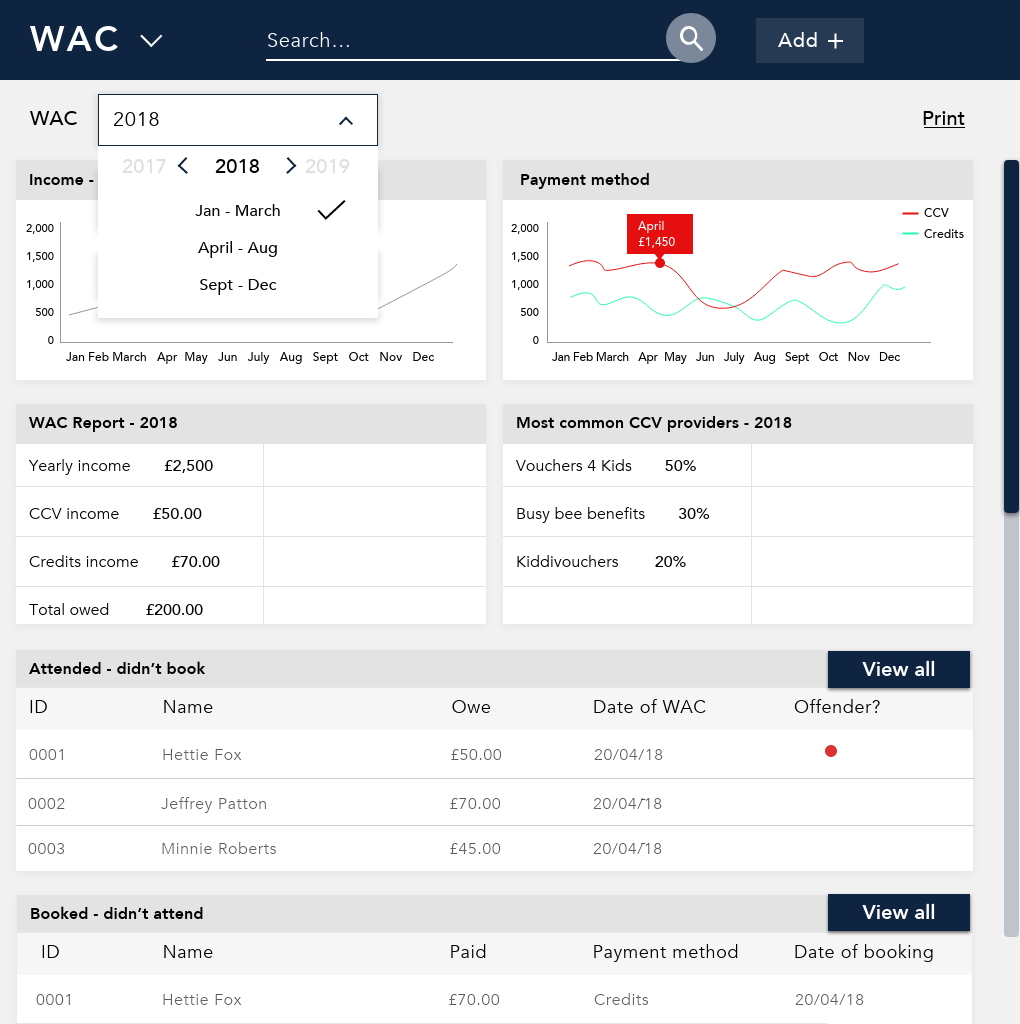 WAC
Search...
Add +
WAC
2018
Print
2017 2018 2019
Jan - March
April - Aug
Sept - Dec
Income -
2,000
1,500
1,000
500
0
Jan Feb March Apr May Jun July Aug Sept Oct Nov Dec
Payment method
CCV
Credits
April
£1,450
2,000
1,500
1,000
500
0
Jan Feb March Apr May Jun July Aug Sept Oct Nov Dec
WAC Report - 2018
Yearly income £2,500
CCV income £50.00
Credits income £70.00
Total owed £200.00
Most common CCV providers - 2018
Vouchers 4 Kids 50%
Busy bee benefits 30%
Kiddivouchers 20%
Attended - didn’t book
View all
ID Name Owe Date of WAC Offender?
0001 Hettie Fox £50.00 20/04/18
0002 Jeffrey Patton £70.00 20/04/18
0003 Minnie Roberts £45.00 20/04/18
Booked - didn’t attend
View all
ID Name Paid Payment method Date of booking
0001 Hettie Fox £70.00 Credits 20/04/18